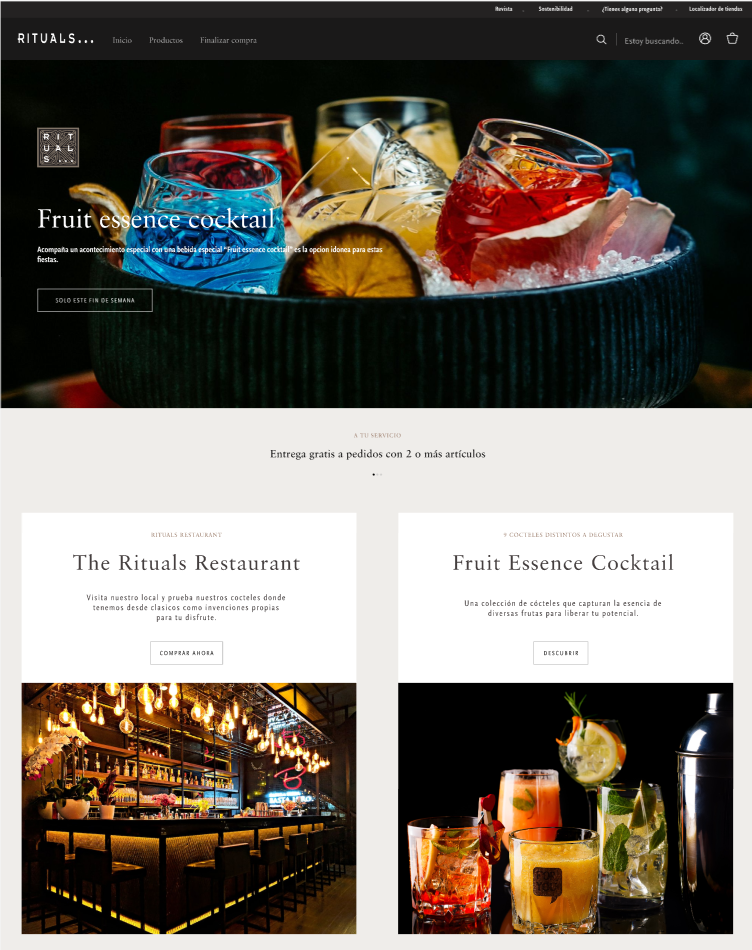 Revista . Sostenibilidad . ¿Tienes alguna pregunta? . Localizador de tiendas
RITUALS... Inicio Productos Finalizar compra Estoy buscando..
RIT
UAL
S...
Fruit essence cocktail
Acompaña un acontecimiento especial con una bebida especial "Fruit essence cocktail" es la opcion idonea para estas
fiestas.
SOLO ESTE FIN DE SEMANA
A TU SERVICIO
Entrega gratis a pedidos con 2 o más artículos
RITUALS RESTAURANT
The Rituals Restaurant
Visita nuestro local y prueba nuestros cocteles donde
tenemos desde clasicos como invenciones propias
para tu disfrute.
COMPRAR AHORA
9 COCTELES DISTINTOS A DEGUSTAR
Fruit Essence Cocktail
Una colección de cócteles que capturan la esencia de
diversas frutas para liberar tu potencial.
DESCUBRIR